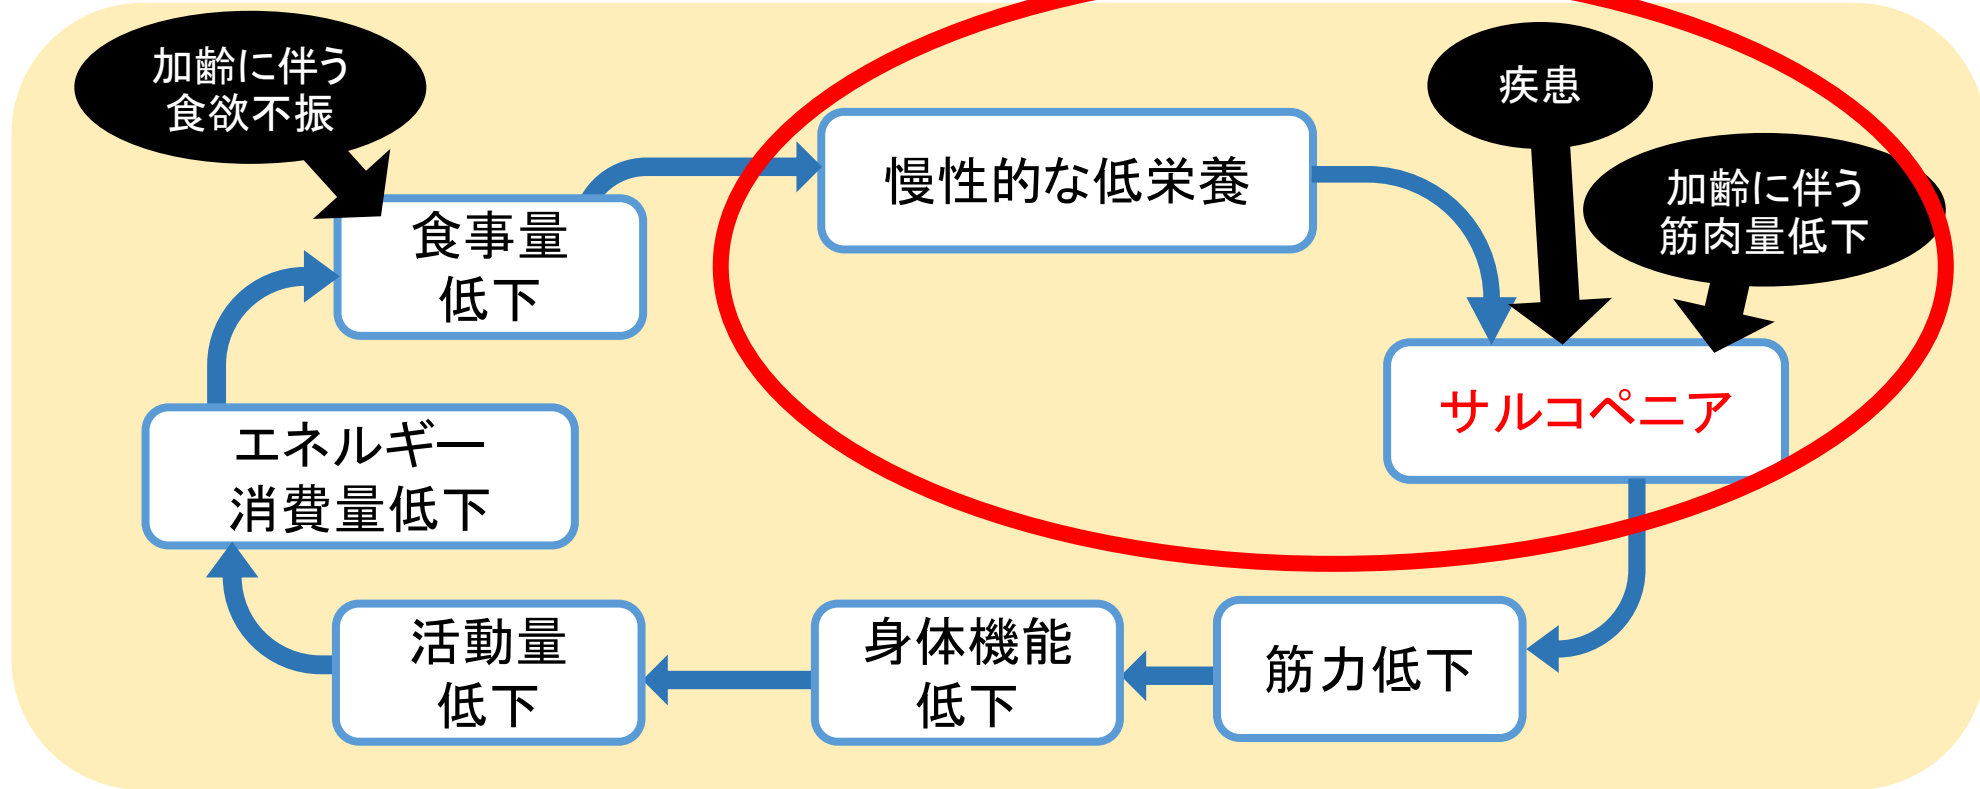 加齢に伴う
食欲不振
疾患
慢性的な低栄養
加齢に伴う
筋肉量低下
食事量
低下
サルコペニア
エネルギー
消費量低下
活動量
低下
身体機能
低下
筋力低下